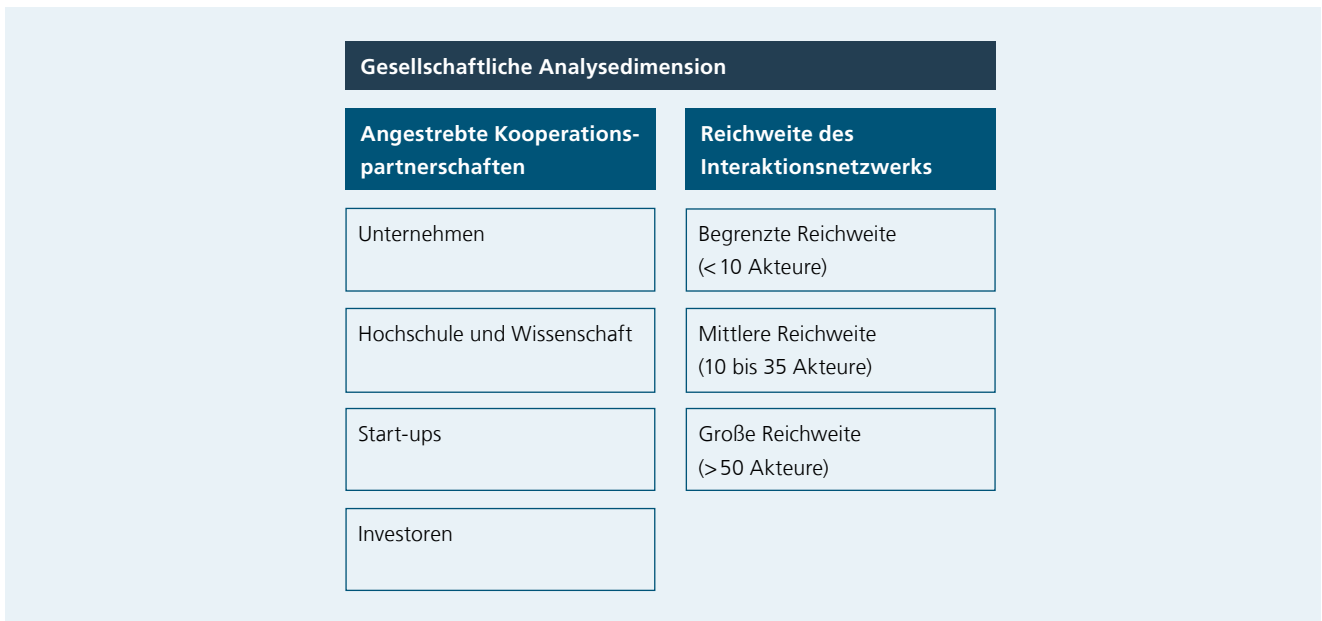 Gesellschaftliche Analysedimension
Angestrebte Kooperations-
partnerschaften
Unternehmen
Hochschule und Wissenschaft
Start-ups
Investoren
Reichweite des
Interaktionsnetzwerks
Begrenzte Reichweite
(< 10 Akteure)
Mittlere Reichweite
(10 bis 35 Akteure)
Große Reichweite
(> 50 Akteure)